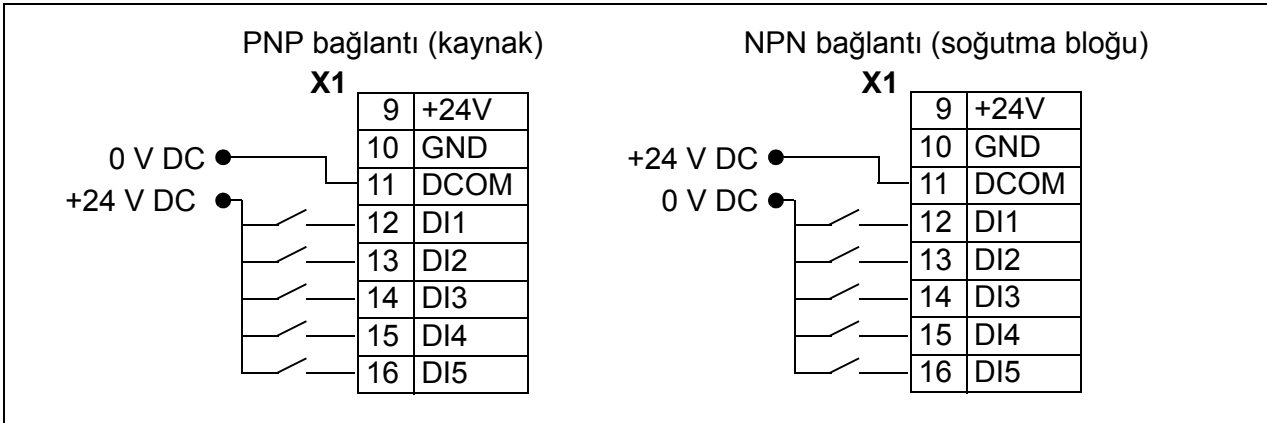 PNP bağlantı (kaynak)
X1
9 +24V
10 GND
11 DCOM
12 DI1
13 DI2
14 DI3
15 DI4
16 DI5
0 V DC
+24 V DC
NPN bağlantı (soğutma bloğu)
X1
9 +24V
10 GND
11 DCOM
12 DI1
13 DI2
14 DI3
15 DI4
16 DI5
+24 V DC
0 V DC